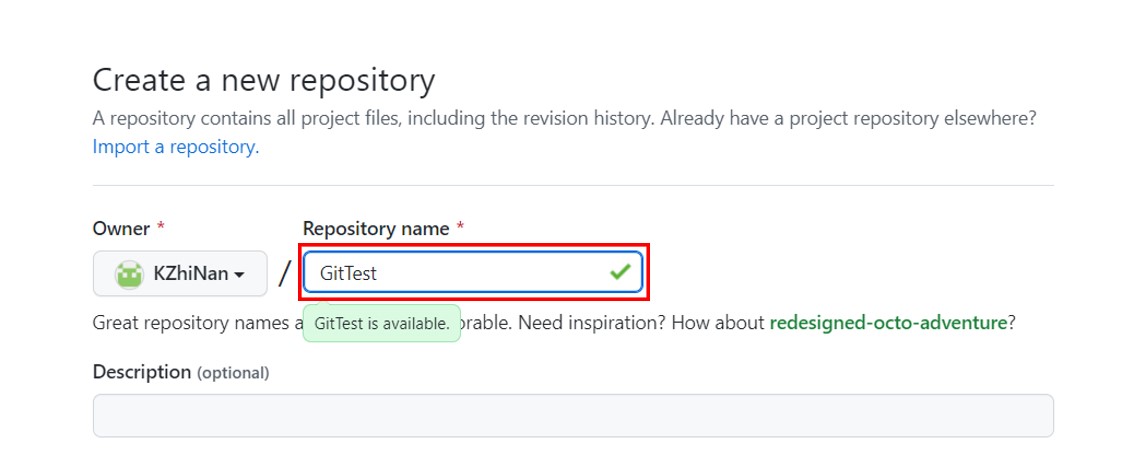 Create a new repository
A repository contains all project files, including the revision history. Already have a project repository elsewhere?
Import a repository.
Owner * Repository name *
KZhiNan / GitTest
GitTest is available.
Great repository names a orable. Need inspiration? How about redesigned-octo-adventure?
Description (optional)